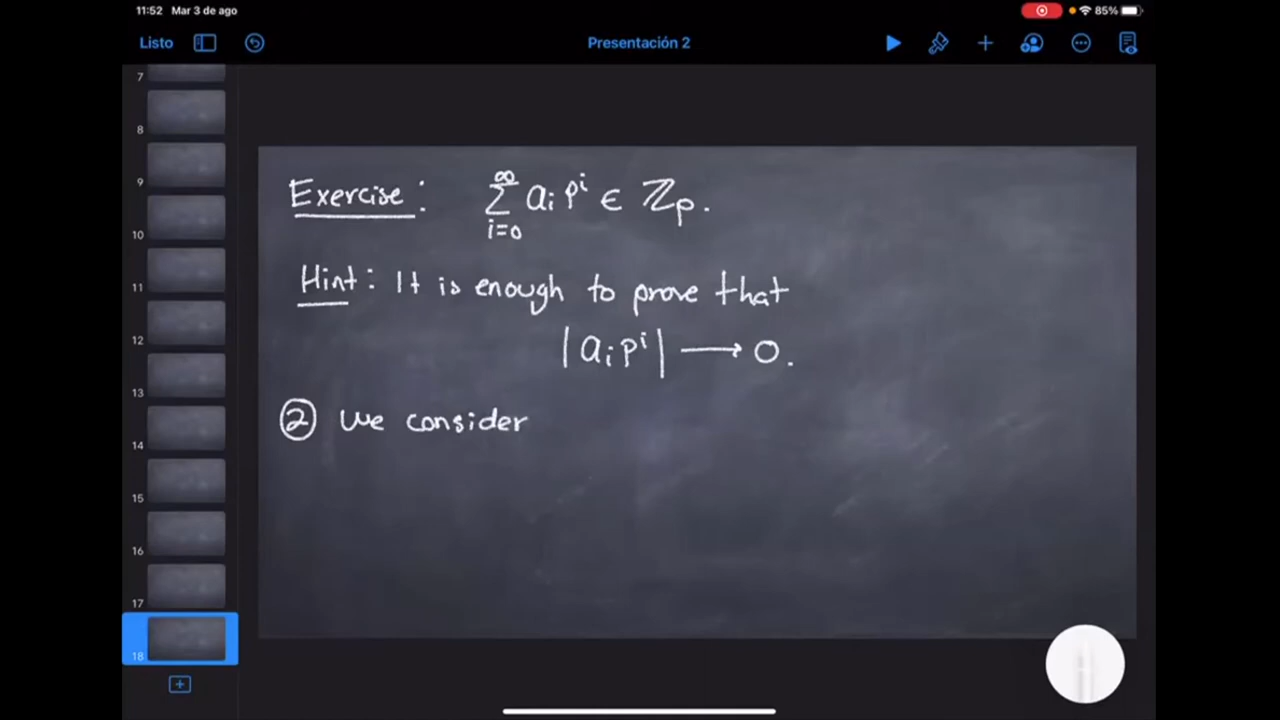 11:52 Mar 3 de ago 85%
Listo Presentación 2
7
8
9
10
11
12
13
14
15
16
17
18
Exercise: ∑_{i=0}^{∞} a_i p^i ∈ ℤ_p.
Hint: It is enough to prove that
|a_i p^i| ⟶ 0.
② We consider